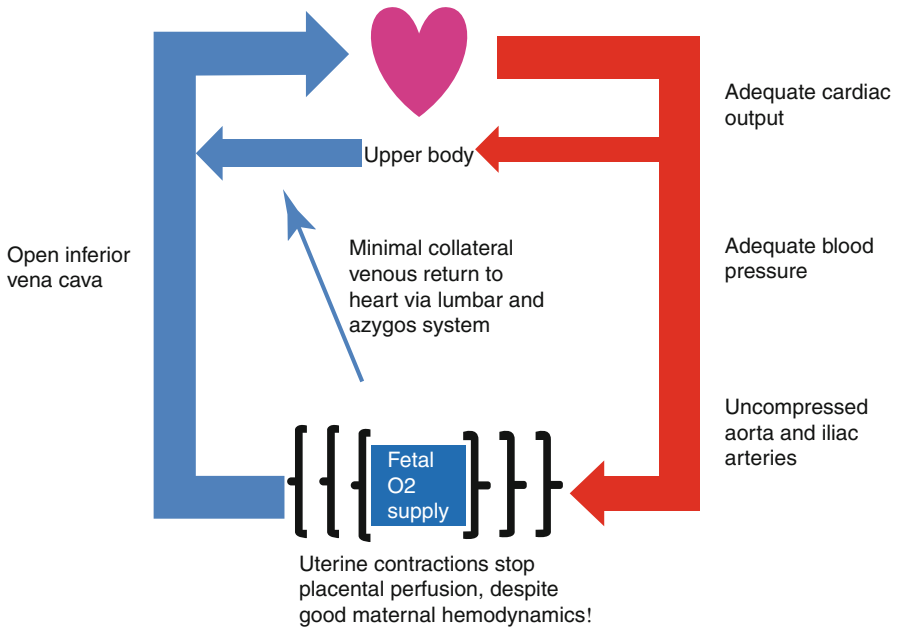 Adequate cardiac
output
Upper body
Open inferior
vena cava
Minimal collateral
venous return to
heart via lumbar and
azygos system
Adequate blood
pressure
Uncompressed
aorta and iliac
arteries
Fetal
O2
supply
Uterine contractions stop
placental perfusion, despite
good maternal hemodynamics!